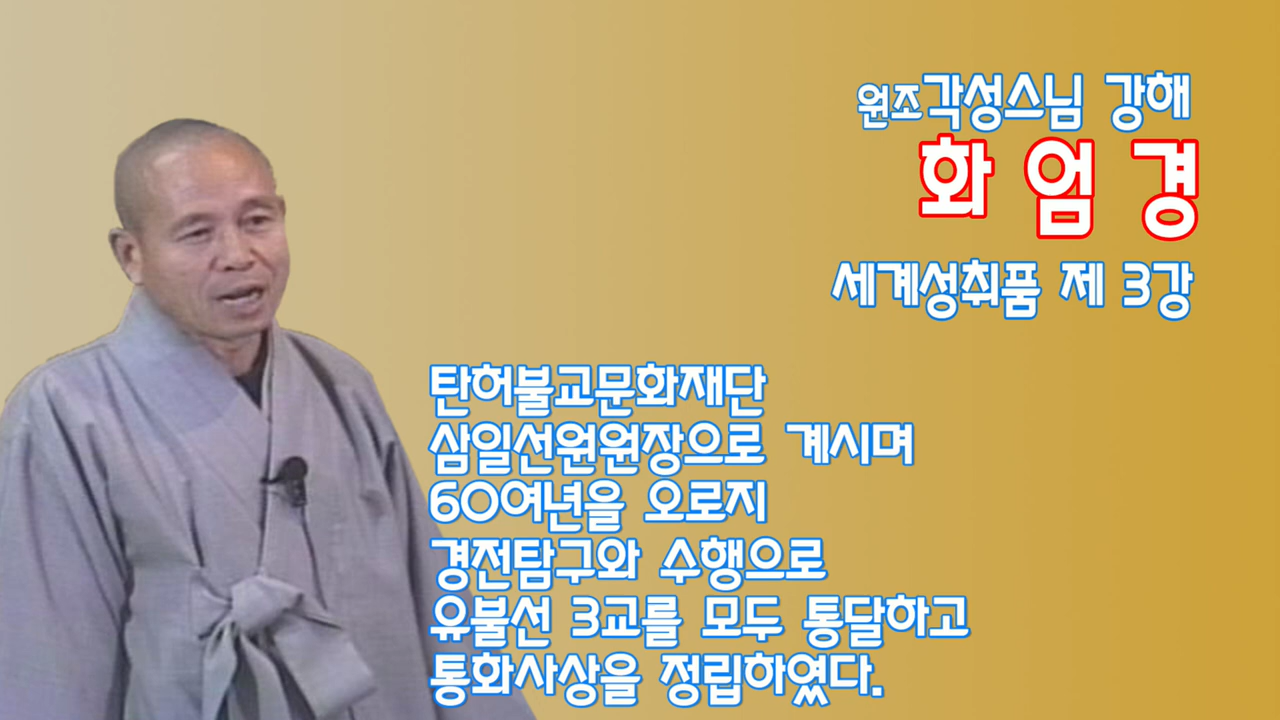 원조각성스님 강해
화엄경
세계성취품 제 3강
탄허불교문화재단
삼일선원원장으로 계시며
60여년을 오로지
경전탐구와 수행으로
유불선 3교를 모두 통달하고
통화사상을 정립하였다.